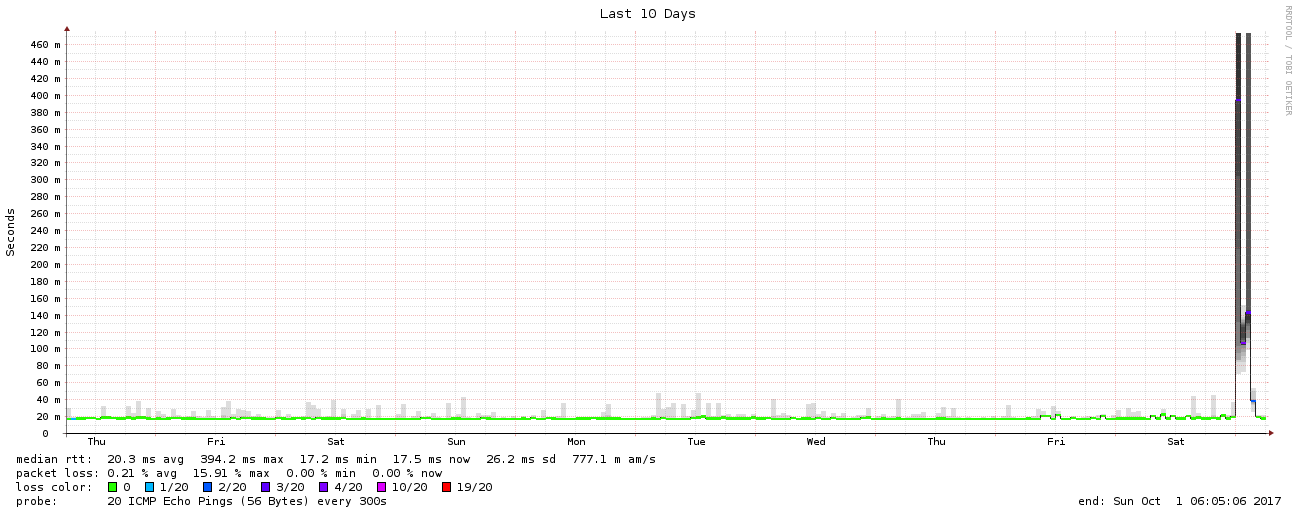 Last 10 Days
RRDTOOL / TOBI OETIKER
Seconds
460 m
440 m
420 m
400 m
380 m
360 m
340 m
320 m
300 m
280 m
260 m
240 m
220 m
200 m
180 m
160 m
140 m
120 m
100 m
80 m
60 m
40 m
20 m
0
Thu Fri Sat Sun Mon Tue Wed Thu Fri Sat
median rtt: 20.3 ms avg 394.2 ms max 17.2 ms min 17.5 ms now 26.2 ms sd 777.1 m am/s
packet loss: 0.21 % avg 15.91 % max 0.00 % min 0.00 % now
loss color: 0 1/20 2/20 3/20 4/20 10/20 19/20
probe: 20 ICMP Echo Pings (56 Bytes) every 300s end: Sun Oct 1 06:05:06 2017